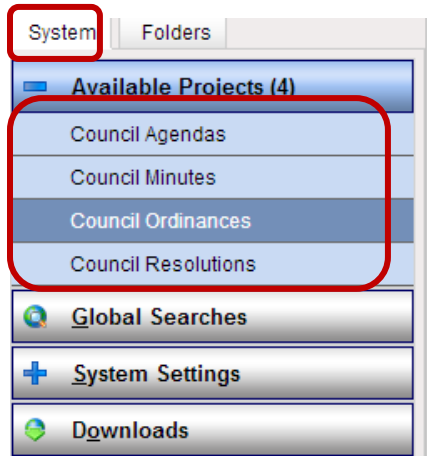 System Folders
Available Projects (4)
Council Agendas
Council Minutes
Council Ordinances
Council Resolutions
Global Searches
System Settings
Downloads